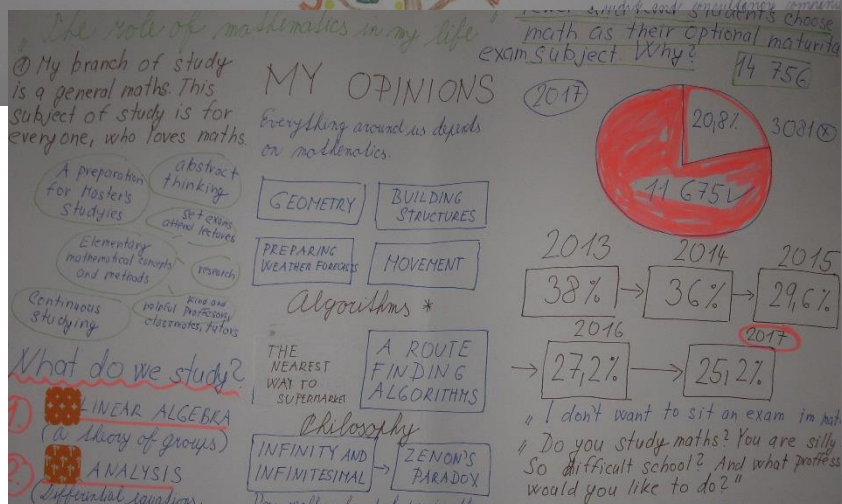 "The role of mathematics in my life"
My branch of study
is a general maths. This
subject of study is for
everyone, who loves maths.
A preparation
for Master's
Studyies
abstract
thinking
set exams
attend lectures
Elementary
mathematical concepts
and methods
research
Continuous
Studying
kind and
helpful proffesors,
classmates, tutors
What do we study?
1.
LINEAR ALGEBRA
(a theory of groups)
2.
ANALYSIS
(Differential equations,
MY OPINIONS
Everything around us depends
on mathematics.
GEOMETRY
BUILDING
STRUCTURES
PREPARING
WEATHER FORECASTS
MOVEMENT
Algorithms *
THE
NEAREST
WAY TO
SUPERMARKET
A ROUTE
FINDING
ALGORITHMS
Philosophy
INFINITY AND
INFINITESIMAL
ZENON'S
PARADOX
students choose
math as their optional maturita
exam subject. Why?
14 756
2017
20,8%
3081
11 675
2013
38%
2014
36%
2015
29,6%
2016
27,2%
2017
25,2%
"I don't want to sit an exam im
"Do you study maths? You are silly
So difficult school? And what proffess
would you like to do?"